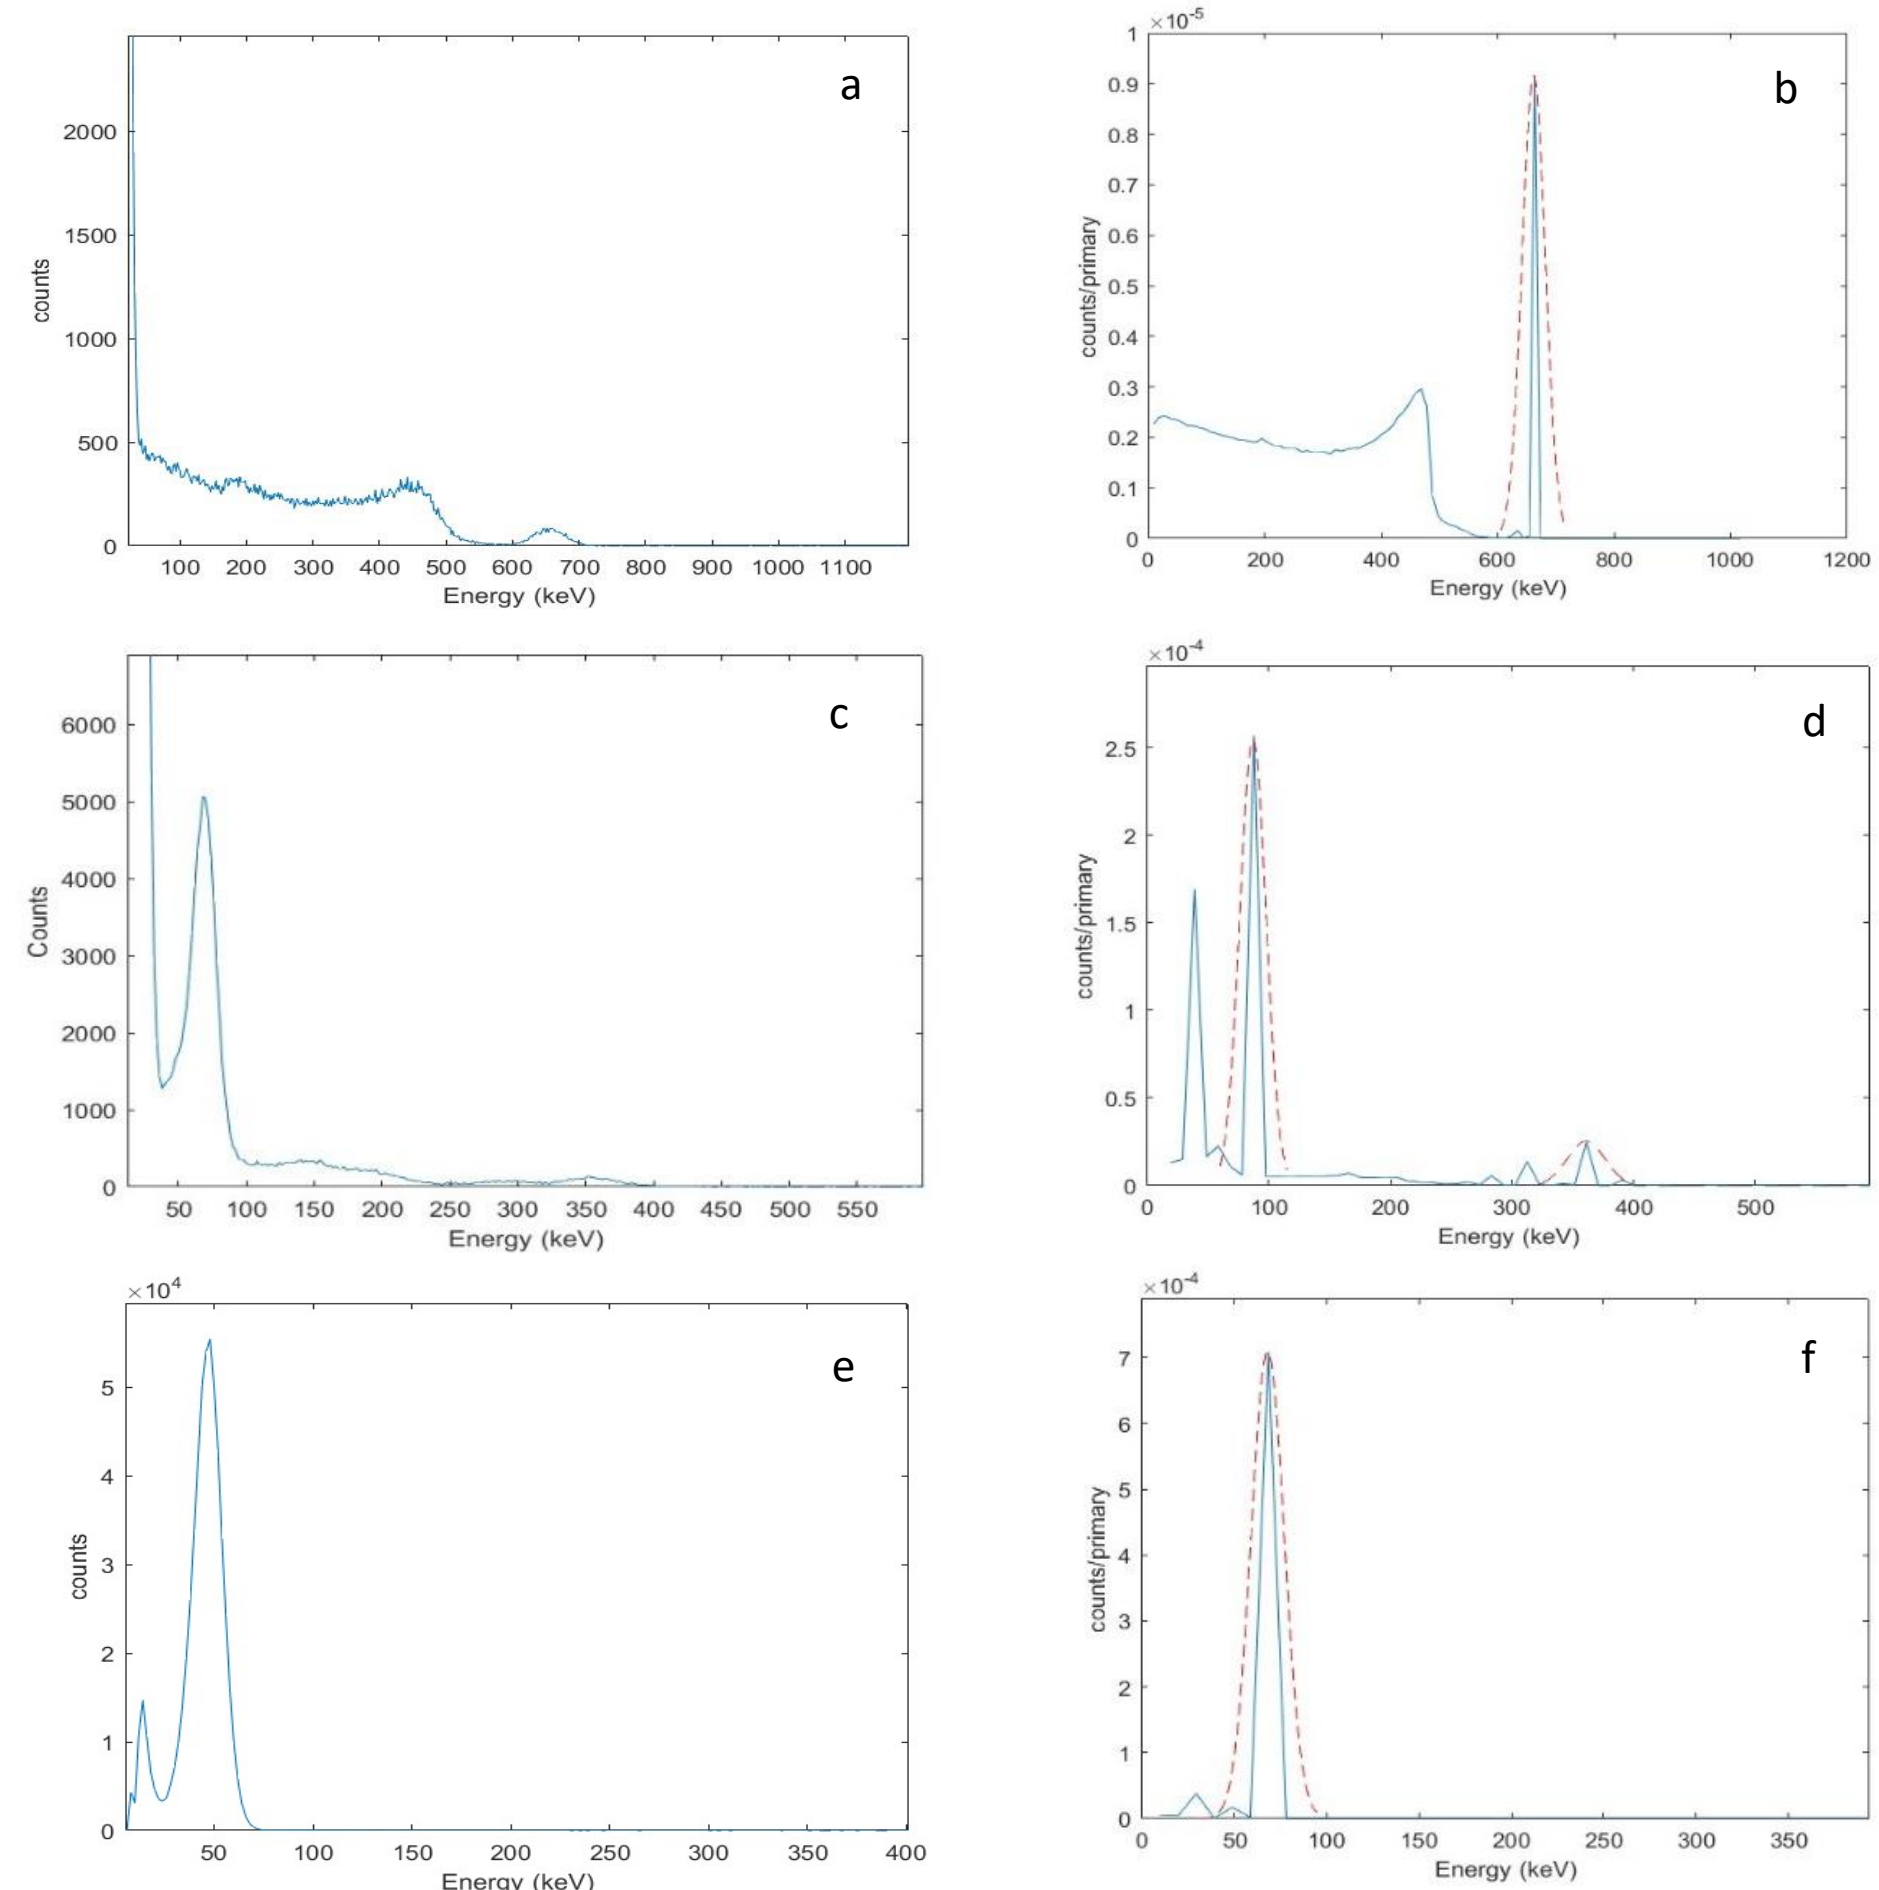 a
2000
1500
1000
500
0
counts
100 200 300 400 500 600 700 800 900 1000 1100
Energy (keV)
×10-5
b
1
0.9
0.8
0.7
0.6
0.5
0.4
0.3
0.2
0.1
0
counts/primary
0 200 400 600 800 1000 1200
Energy (keV)
c
6000
5000
4000
3000
2000
1000
0
Counts
50 100 150 200 250 300 350 400 450 500 550
Energy (keV)
×10-4
d
2.5
2
1.5
1
0.5
0
counts/primary
0 100 200 300 400 500
Energy (keV)
×104
e
5
4
3
2
1
0
counts
50 100 150 200 250 300 350 400
Energy (keV)
×10-4
f
7
6
5
4
3
2
1
0
counts/primary
0 50 100 150 200 250 300 350
Energy (keV)